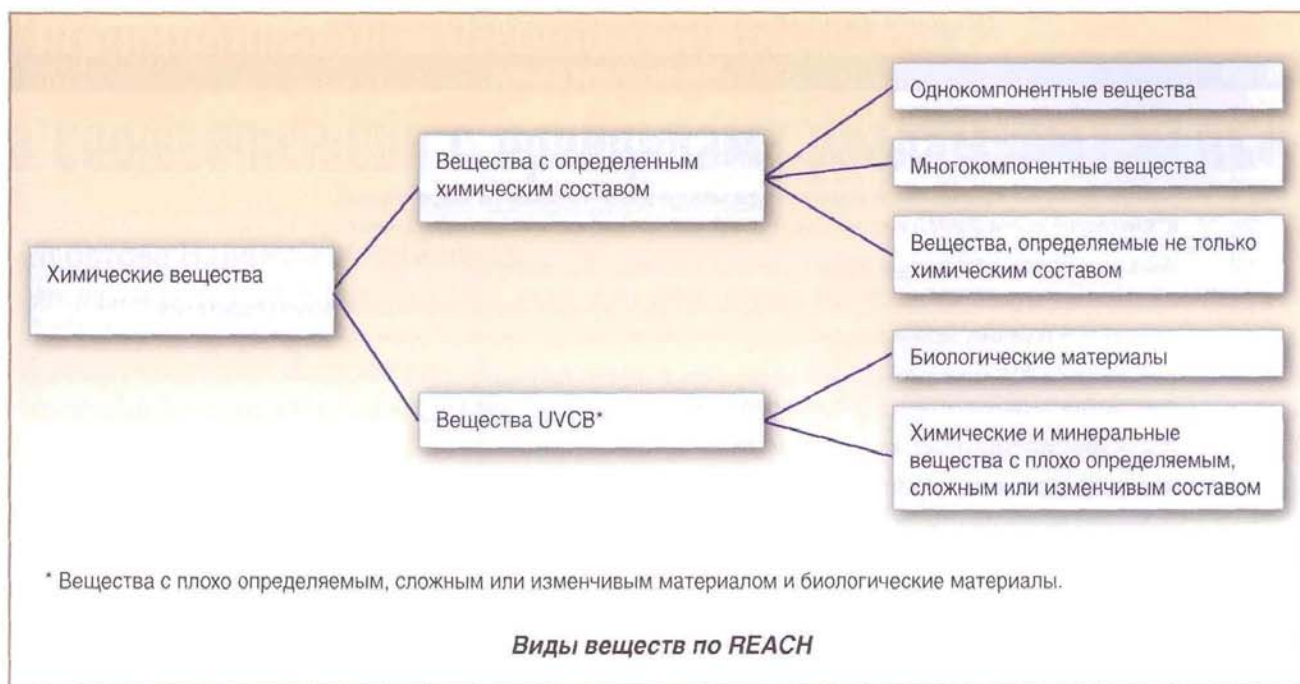 Химические вещества
Вещества с определенным
химическим составом
Вещества UVCB*
Однокомпонентные вещества
Многокомпонентные вещества
Вещества, определяемые не только
химическим составом
Биологические материалы
Химические и минеральные
вещества с плохо определяемым,
сложным или изменчивым составом
* Вещества с плохо определяемым, сложным или изменчивым материалом и биологические материалы.
Виды веществ по REACH